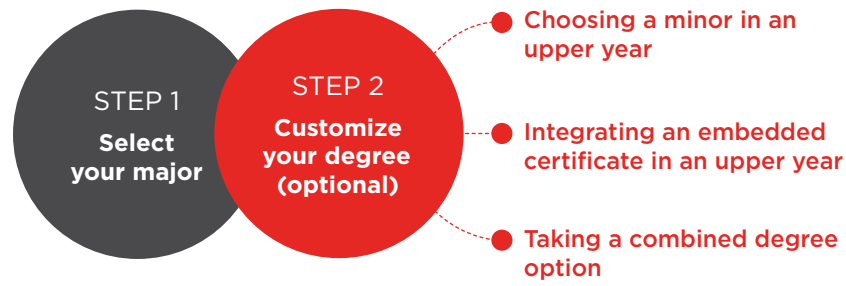 STEP 1
Select
your major
STEP 2
Customize
your degree
(optional)
Choosing a minor in an
upper year
Integrating an embedded
certificate in an upper year
Taking a combined degree
option